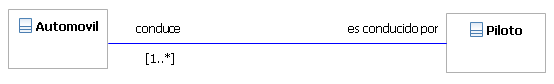 Automovil
conduce
es conducido por
Piloto
[1..*]